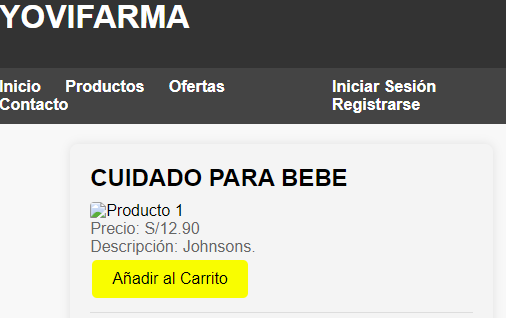 YOVIFARMA
Inicio Productos Ofertas Iniciar Sesión
Contacto Registrarse
CUIDADO PARA BEBE
Producto 1
Precio: S/12.90
Descripción: Johnsons.
Añadir al Carrito